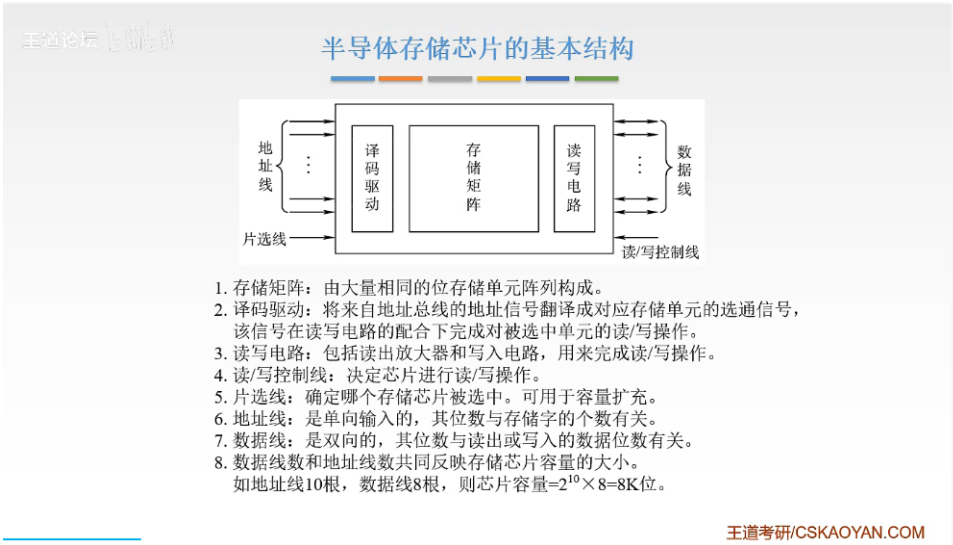 王道论坛
半导体存储芯片的基本结构
地址线
译码驱动
存储矩阵
读写电路
数据线
片选线
读/写控制线
1. 存储矩阵：由大量相同的位存储单元阵列构成。
2. 译码驱动：将来自地址总线的地址信号翻译成对应存储单元的选通信号，
该信号在读写电路的配合下完成对被选中单元的读/写操作。
3. 读写电路：包括读出放大器和写入电路，用来完成读/写操作。
4. 读/写控制线：决定芯片进行读/写操作。
5. 片选线：确定哪个存储芯片被选中。可用于容量扩充。
6. 地址线：是单向输入的，其位数与存储字的个数有关。
7. 数据线：是双向的，其位数与读出或写入的数据位数有关。
8. 数据线数和地址线数共同反映存储芯片容量的大小。
如地址线10根，数据线8根，则芯片容量=2¹⁰×8=8K位。
王道考研/CSKAOYAN.COM